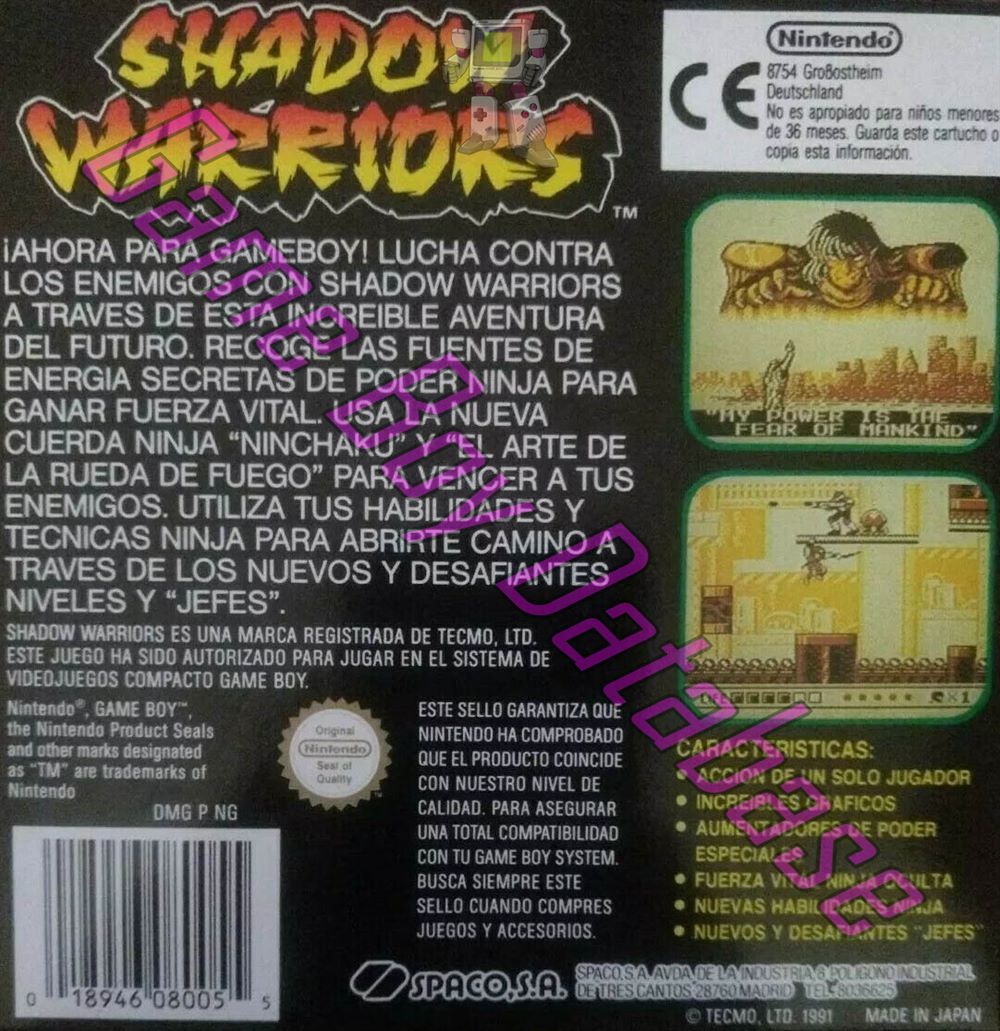 SHADOW
WARRIORS
TM
Nintendo
8754 Großostheim
Deutschland
CE
No es apropiado para niños menores
de 36 meses. Guarda este cartucho o
copia esta información.
¡AHORA PARA GAMEBOY! LUCHA CONTRA
LOS ENEMIGOS CON SHADOW WARRIORS
A TRAVES DE ESTA INCREIBLE AVENTURA
DEL FUTURO. RECOGE LAS FUENTES DE
ENERGIA SECRETAS DE PODER NINJA PARA
GANAR FUERZA VITAL. USA LA NUEVA
CUERDA NINJA “NINCHAKU” Y “EL ARTE DE
LA RUEDA DE FUEGO” PARA VENCER A TUS
ENEMIGOS. UTILIZA TUS HABILIDADES Y
TECNICAS NINJA PARA ABRIRTE CAMINO A
TRAVES DE LOS NUEVOS Y DESAFIANTES
NIVELES Y “JEFES”.
"MY POWER IS THE
FEAR OF MANKIND"
×1
SHADOW WARRIORS ES UNA MARCA REGISTRADA DE TECMO, LTD.
ESTE JUEGO HA SIDO AUTORIZADO PARA JUGAR EN EL SISTEMA DE
VIDEOJUEGOS COMPACTO GAME BOY.
Nintendo®, GAME BOY™,
the Nintendo Product Seals
and other marks designated
as “TM” are trademarks of
Nintendo
DMG P NG
Original
Nintendo
Seal of
Quality
ESTE SELLO GARANTIZA QUE
NINTENDO HA COMPROBADO
QUE EL PRODUCTO COINCIDE
CON NUESTRO NIVEL DE
CALIDAD. PARA ASEGURAR
UNA TOTAL COMPATIBILIDAD
CON TU GAME BOY SYSTEM.
BUSCA SIEMPRE ESTE
SELLO CUANDO COMPRES
JUEGOS Y ACCESORIOS.
CARACTERISTICAS:
• ACCION DE UN SOLO JUGADOR
• INCREIBLES GRAFICOS
• AUMENTADORES DE PODER
ESPECIALES
• FUERZA VITAL NINJA OCULTA
• NUEVAS HABILIDADES NINJA
• NUEVOS Y DESAFIANTES “JEFES”
0 18946 08005 5
SPACO, S.A.
SPACO, S.A. AVDA. DE LA INDUSTRIA 6, POLIGONO INDUSTRIAL
DE TRES CANTOS 28760 MADRID TEL. 8036625
© TECMO, LTD. 1991 MADE IN JAPAN
Game Boy Database